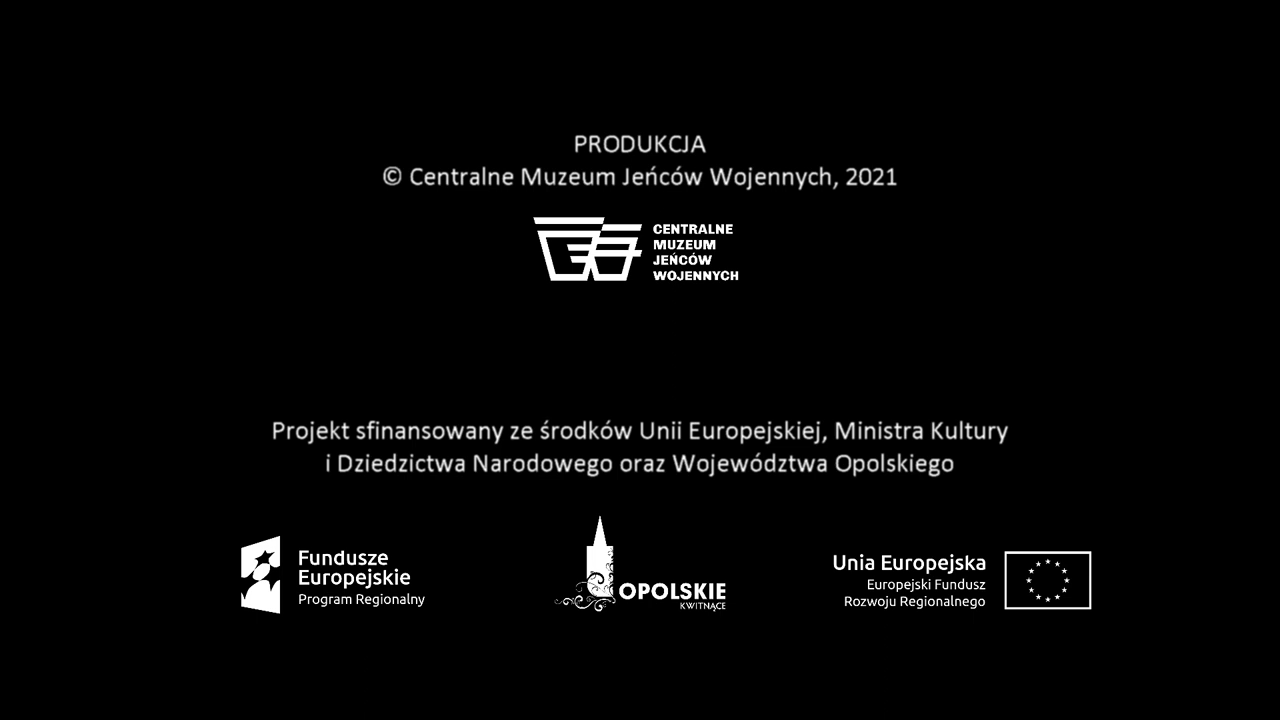 PRODUKCJA
© Centralne Muzeum Jeńców Wojennych, 2021
CENTRALNE
MUZEUM
JEŃCÓW
WOJENNYCH
Projekt sfinansowany ze środków Unii Europejskiej, Ministra Kultury
i Dziedzictwa Narodowego oraz Województwa Opolskiego
Fundusze
Europejskie
Program Regionalny
OPOLSKIE
KWITNĄCE
Unia Europejska
Europejski Fundusz
Rozwoju Regionalnego